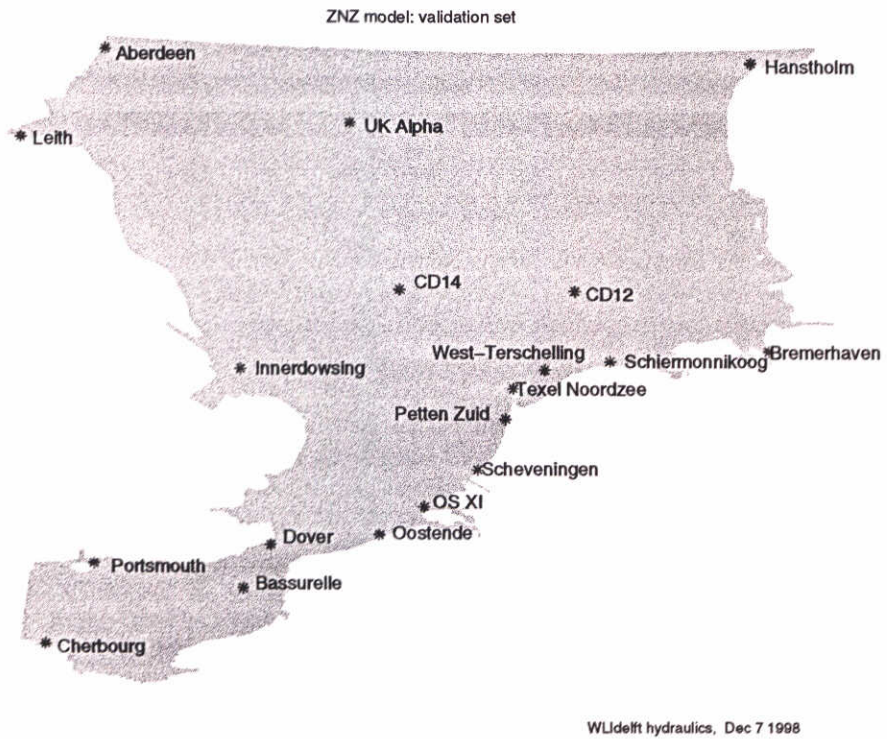 ZNZ model: validation set
Aberdeen
Hanstholm
UK Alpha
Leith
CD14
CD12
West–Terschelling
Bremerhaven
Innerdowsing
Schiermonnikoog
Texel Noordzee
Petten Zuid
Scheveningen
OS XI
Oostende
Dover
Portsmouth
Bassurelle
Cherbourg
WL|delft hydraulics, Dec 7 1998